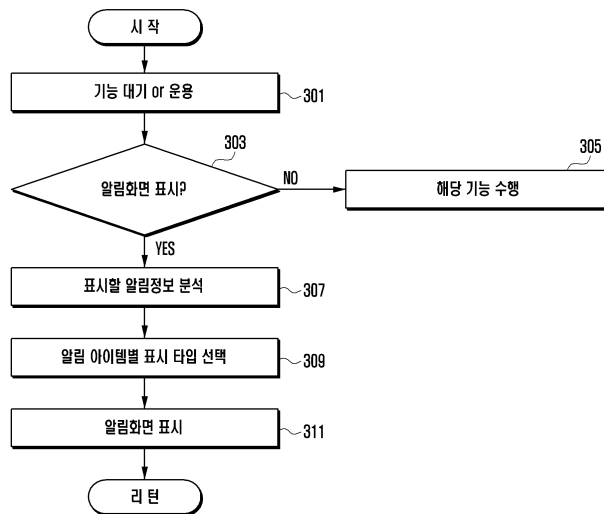 시 작
기능 대기 or 운용
301
303
알림화면 표시?
NO
305
해당 기능 수행
YES
표시할 알림정보 분석
307
알림 아이템별 표시 타입 선택
309
알림화면 표시
311
리 턴